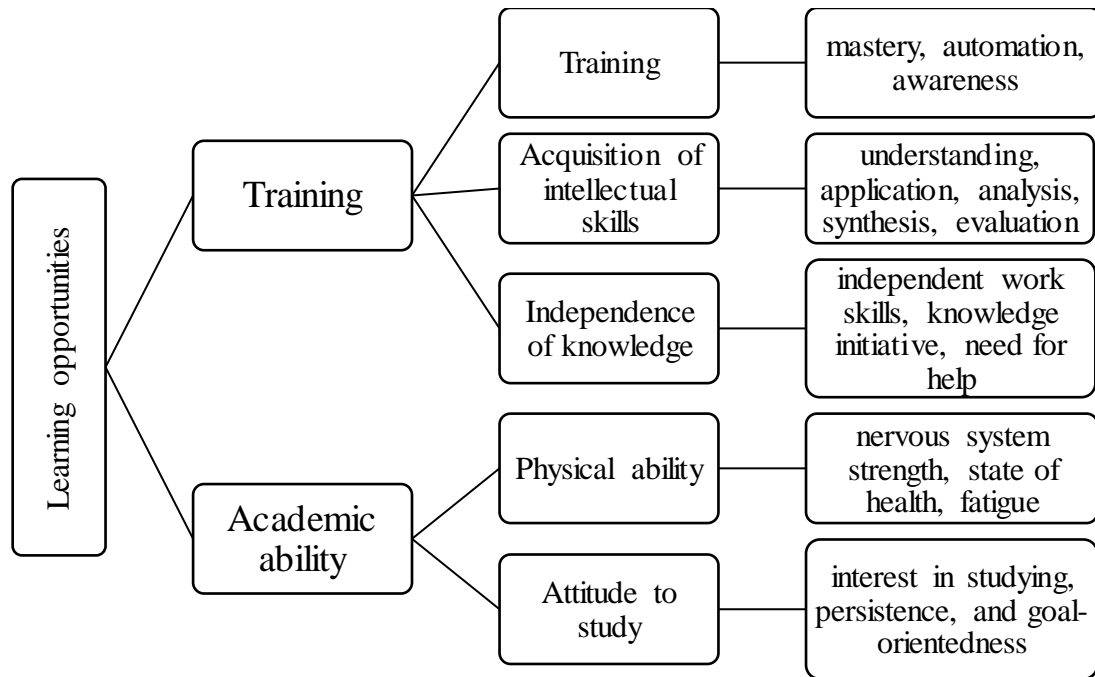 Learning opportunities
Training
Academic
ability
Training
Acquisition of
intellectual
skills
Independence
of knowledge
Physical ability
Attitude to
study
mastery, automation,
awareness
understanding,
application, analysis,
synthesis, evaluation
independent work
skills, knowledge
initiative, need for
help
nervous system
strength, state of
health, fatigue
interest in studying,
persistence, and goal-
orientedness